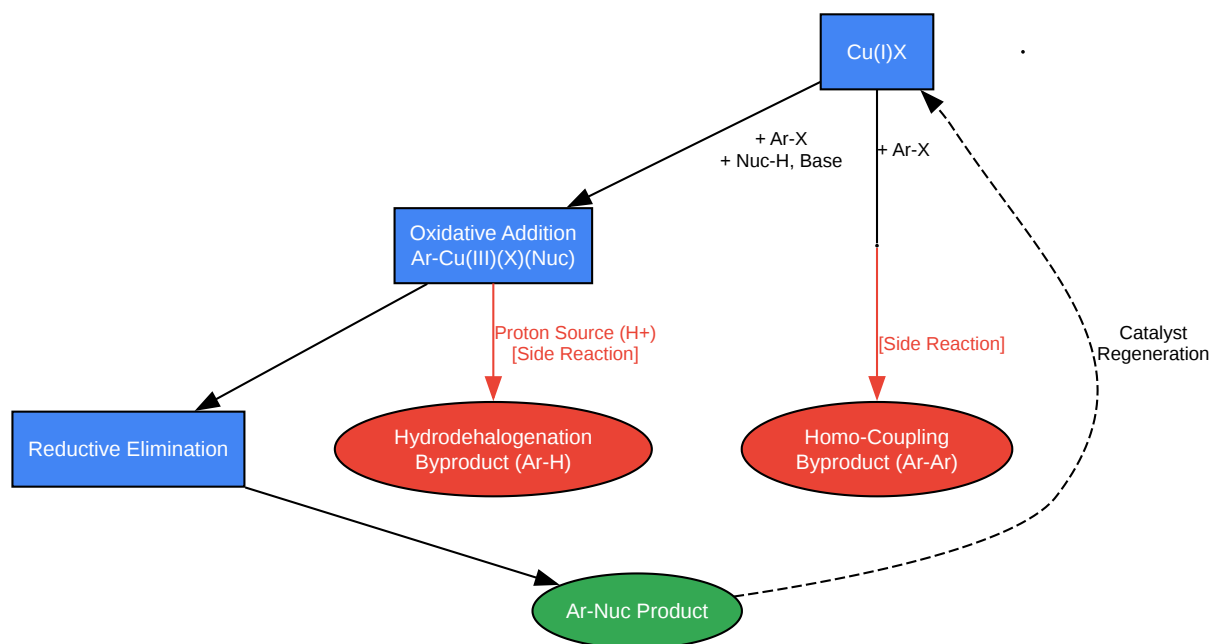 Cu(I)X
+ Ar-X
+ Nuc-H, Base
+ Ar-X
Oxidative Addition
Ar-Cu(III)(X)(Nuc)
Proton Source (H+)
[Side Reaction]
[Side Reaction]
Catalyst
Regeneration
Reductive Elimination
Hydrodehalogenation
Byproduct (Ar-H)
Homo-Coupling
Byproduct (Ar-Ar)
Ar-Nuc Product